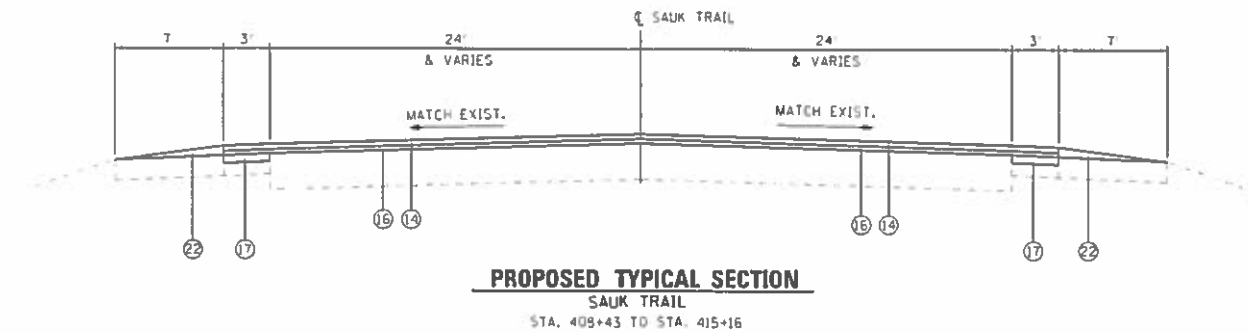 ℄ SAUK TRAIL
7 3' 24' 24' 3' 7'
& VARIES & VARIES
MATCH EXIST. MATCH EXIST.
16 14 16 14
22 17 17 22
PROPOSED TYPICAL SECTION
SAUK TRAIL
STA. 409+43 TO STA. 415+16